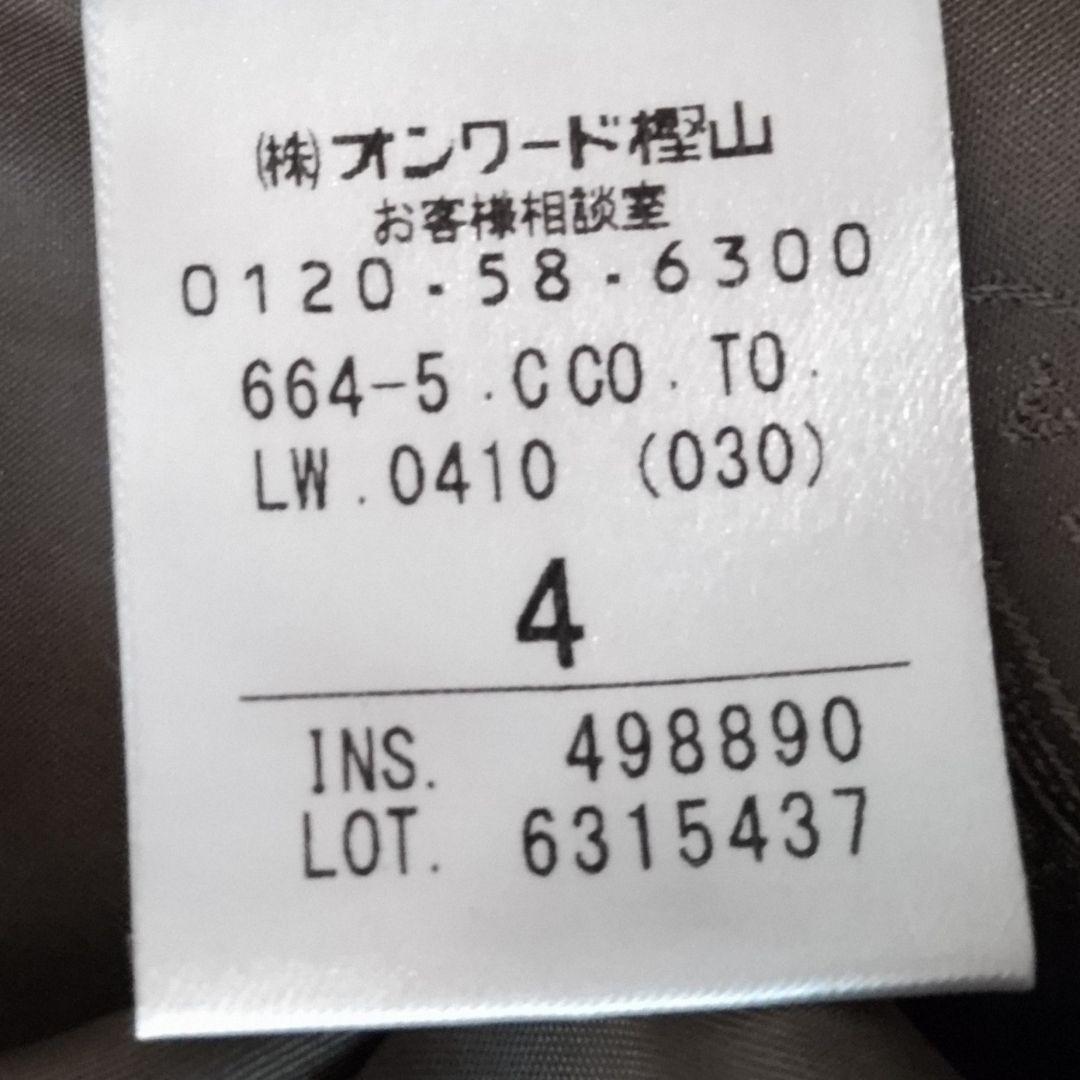 ㈱オンワード樫山
お客様相談室
0120・58・6300
664-5.CCO.TO.
LW.0410 (030)
4
INS. 498890
LOT. 6315437